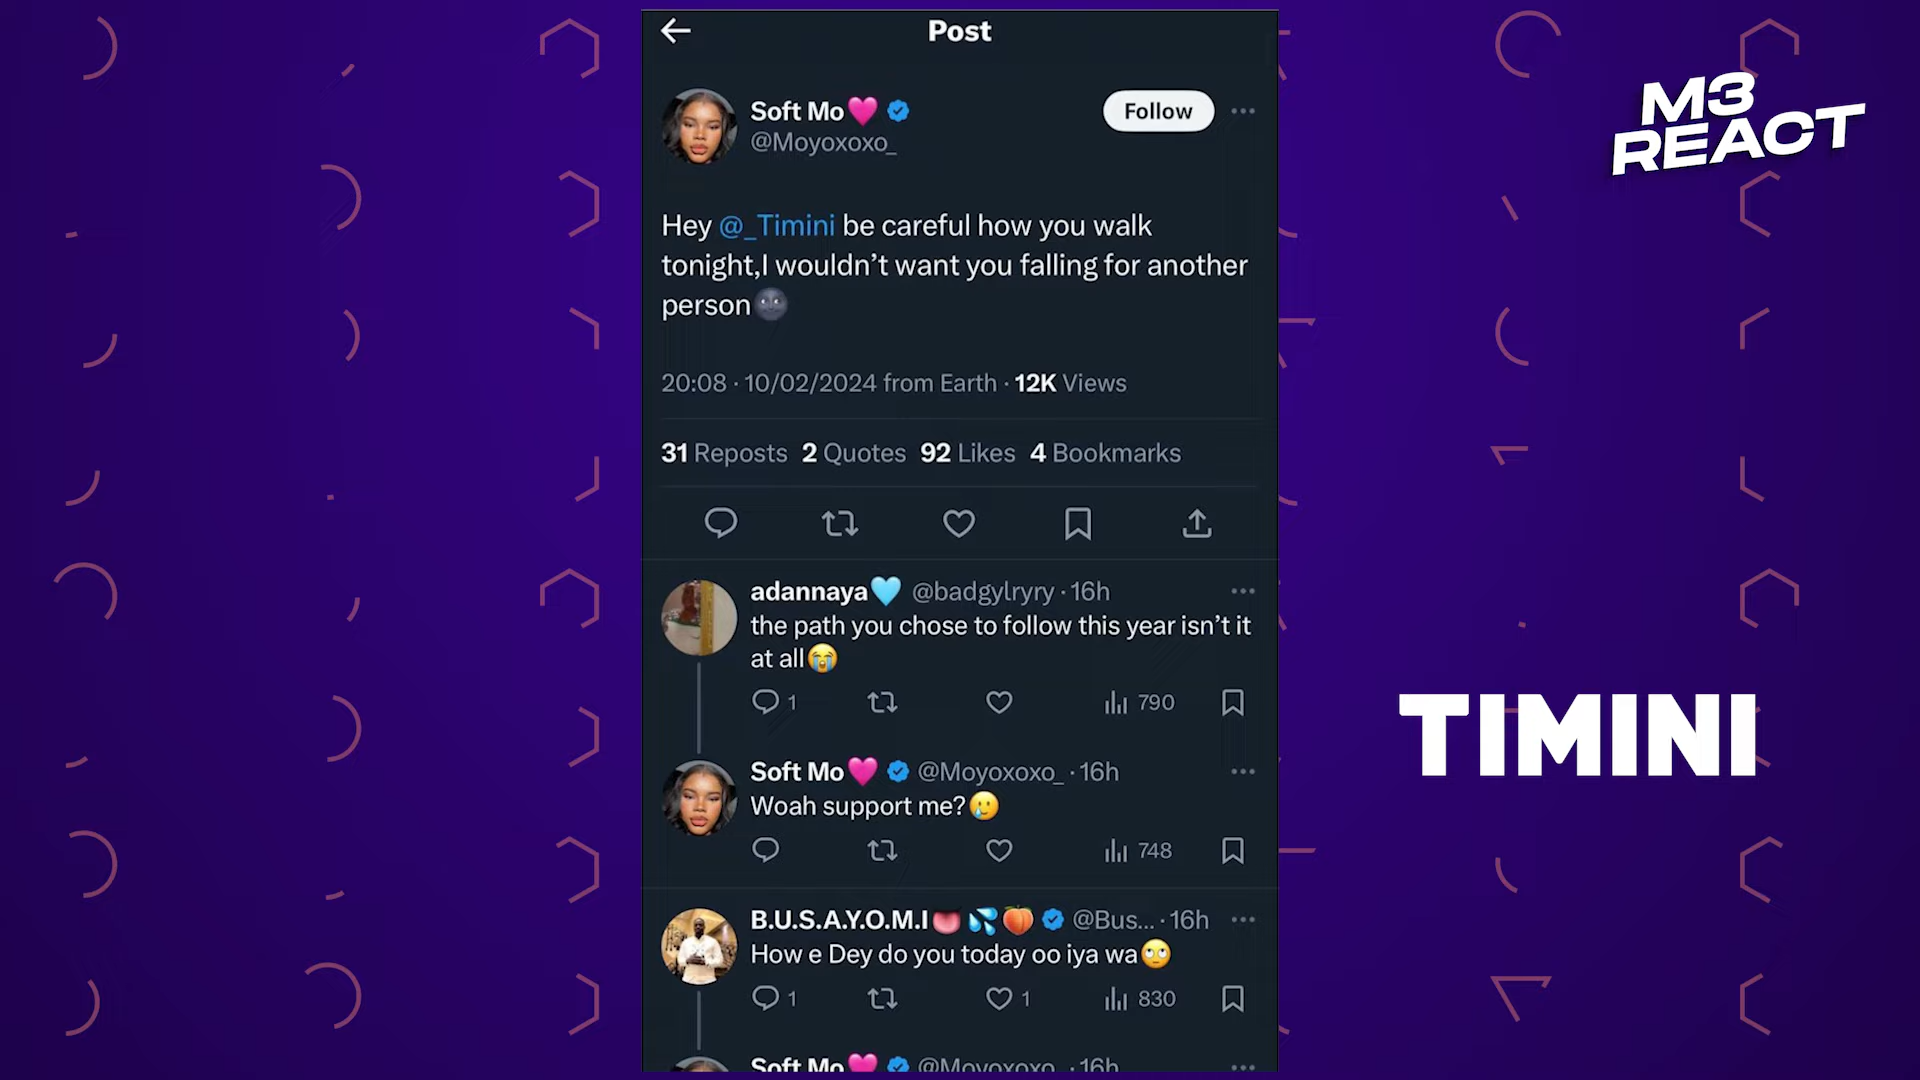 Post
M3
REACT
Soft Mo🩷
Follow
@Moyoxoxo_
Hey @_Timini be careful how you walk
tonight,I wouldn’t want you falling for another
person🌚
20:08 · 10/02/2024 from Earth · 12K Views
31 Reposts 2 Quotes 92 Likes 4 Bookmarks
adannaya🩵 @badgylryry · 16h
the path you chose to follow this year isn’t it
at all😭
1 790
TIMINI
Soft Mo🩷 @Moyoxoxo_ · 16h
Woah support me?🥲
748
B.U.S.A.Y.O.M.I👅💦🍑 @Bus... · 16h
How e Dey do you today oo iya wa🙄
1 1 830
Soft Mo🩷 @Moyoxoxo_ · 16h